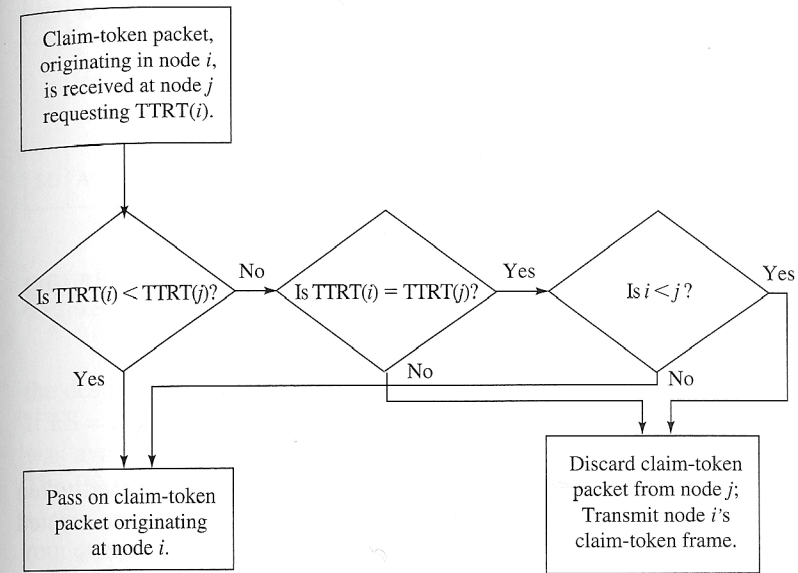 Claim-token packet,
originating in node i,
is received at node j
requesting TTRT(i).
Is TTRT(i) < TTRT(j)?
No
Is TTRT(i) = TTRT(j)?
Yes
Is i < j ?
Yes
Yes
No
No
Pass on claim-token
packet originating
at node i.
Discard claim-token
packet from node j;
Transmit node i's
claim-token frame.